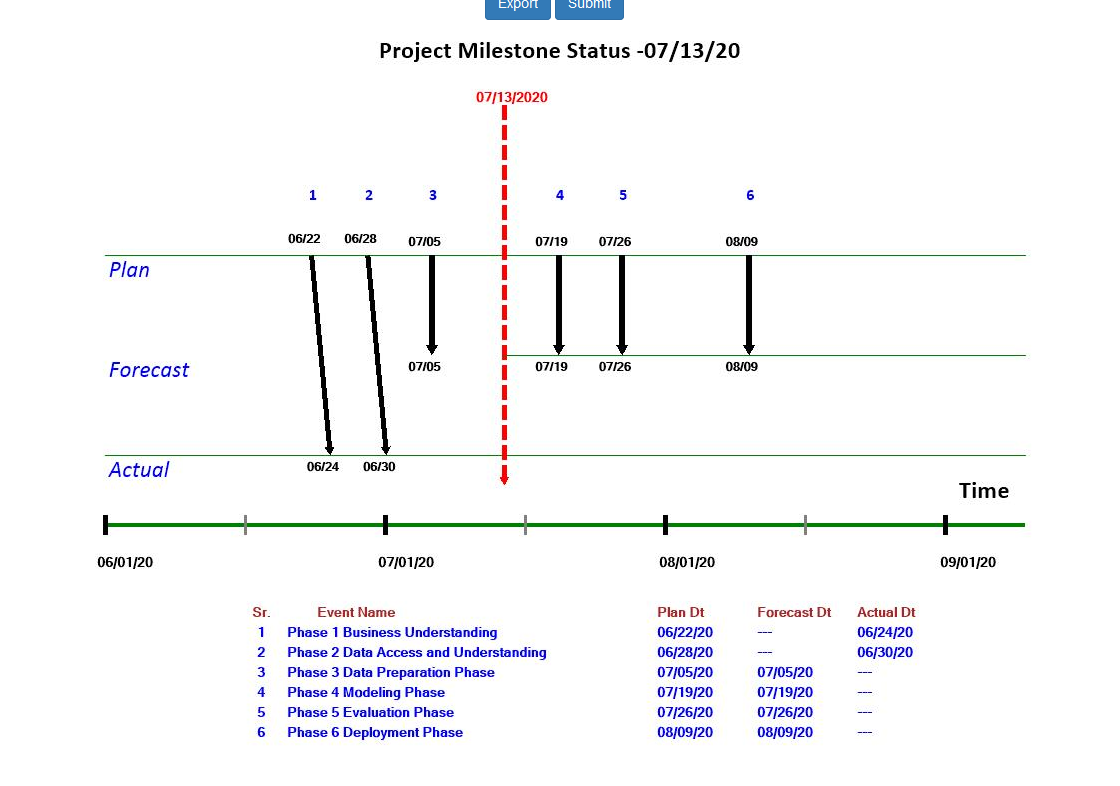 Export Submit
Project Milestone Status -07/13/20
07/13/2020
1 2 3 4 5 6
06/22 06/28 07/05 07/19 07/26 08/09
Plan
07/05 07/19 07/26 08/09
Forecast
06/24 06/30
Actual
Time
06/01/20 07/01/20 08/01/20 09/01/20
Sr. Event Name Plan Dt Forecast Dt Actual Dt
1 Phase 1 Business Understanding 06/22/20 --- 06/24/20
2 Phase 2 Data Access and Understanding 06/28/20 --- 06/30/20
3 Phase 3 Data Preparation Phase 07/05/20 07/05/20 ---
4 Phase 4 Modeling Phase 07/19/20 07/19/20 ---
5 Phase 5 Evaluation Phase 07/26/20 07/26/20 ---
6 Phase 6 Deployment Phase 08/09/20 08/09/20 ---